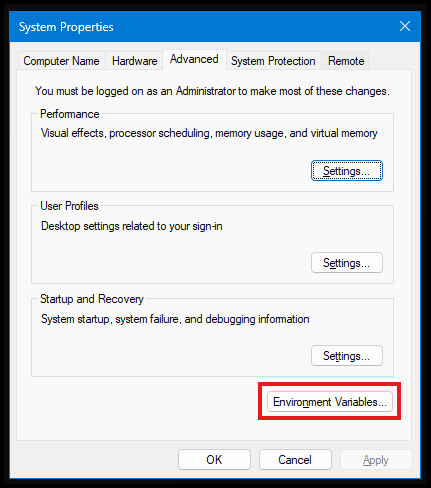 System Properties
Computer Name Hardware Advanced System Protection Remote
You must be logged on as an Administrator to make most of these changes.
Performance
Visual effects, processor scheduling, memory usage, and virtual memory
Settings...
User Profiles
Desktop settings related to your sign-in
Settings...
Startup and Recovery
System startup, system failure, and debugging information
Settings...
Environment Variables...
OK Cancel Apply